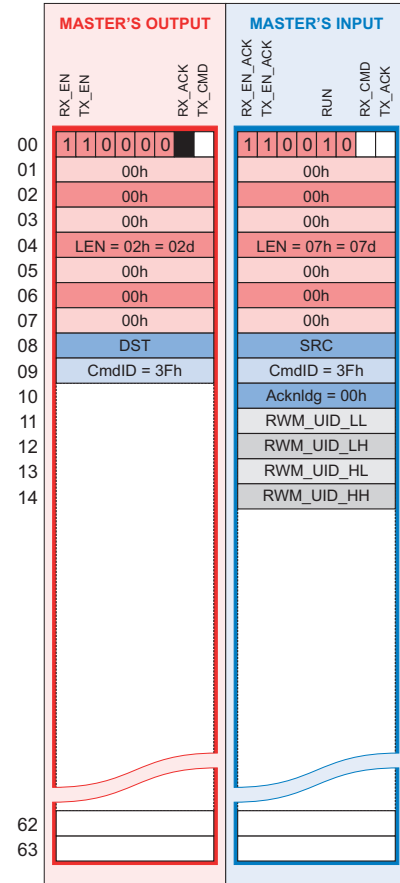 MASTER'S OUTPUT MASTER'S INPUT
RX_EN TX_EN RX_ACK TX_CMD RX_EN_ACK TX_EN_ACK RUN RX_CMD TX_ACK
00 1 1 0 0 0 0 1 1 0 0 1 0
01 00h 00h
02 00h 00h
03 00h 00h
04 LEN = 02h = 02d LEN = 07h = 07d
05 00h 00h
06 00h 00h
07 00h 00h
08 DST SRC
09 CmdID = 3Fh CmdID = 3Fh
10 Acknldg = 00h
11 RWM_UID_LL
12 RWM_UID_LH
13 RWM_UID_HL
14 RWM_UID_HH
62
63